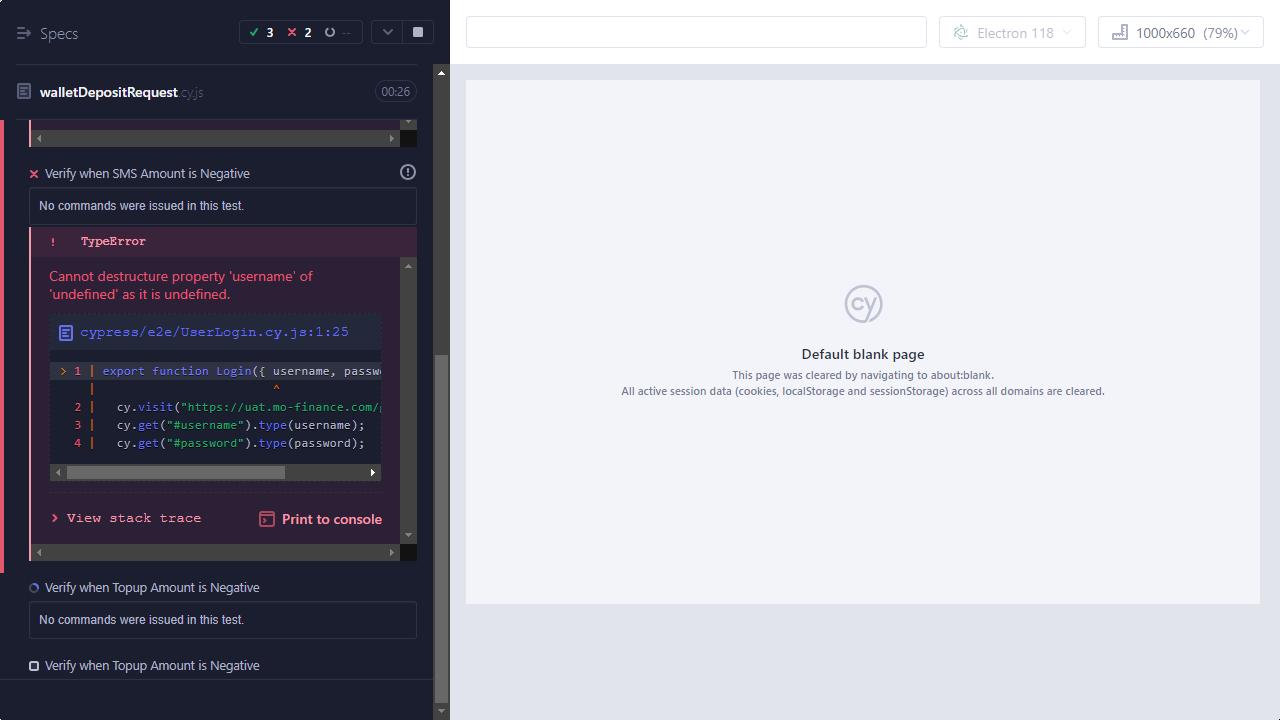 Specs
3
2
--
Electron 118
1000x660 (79%)
walletDepositRequest.cy.js
00:26
Verify when SMS Amount is Negative
No commands were issued in this test.
! TypeError
Cannot destructure property 'username' of
'undefined' as it is undefined.
cypress/e2e/UserLogin.cy.js:1:25
> 1 | export function Login({ username, passw
| ^
2 | cy.visit("https://uat.mo-finance.com/
3 | cy.get("#username").type(username);
4 | cy.get("#password").type(password);
> View stack trace
Print to console
Verify when Topup Amount is Negative
No commands were issued in this test.
Verify when Topup Amount is Negative
cy
Default blank page
This page was cleared by navigating to about:blank.
All active session data (cookies, localStorage and sessionStorage) across all domains are cleared.